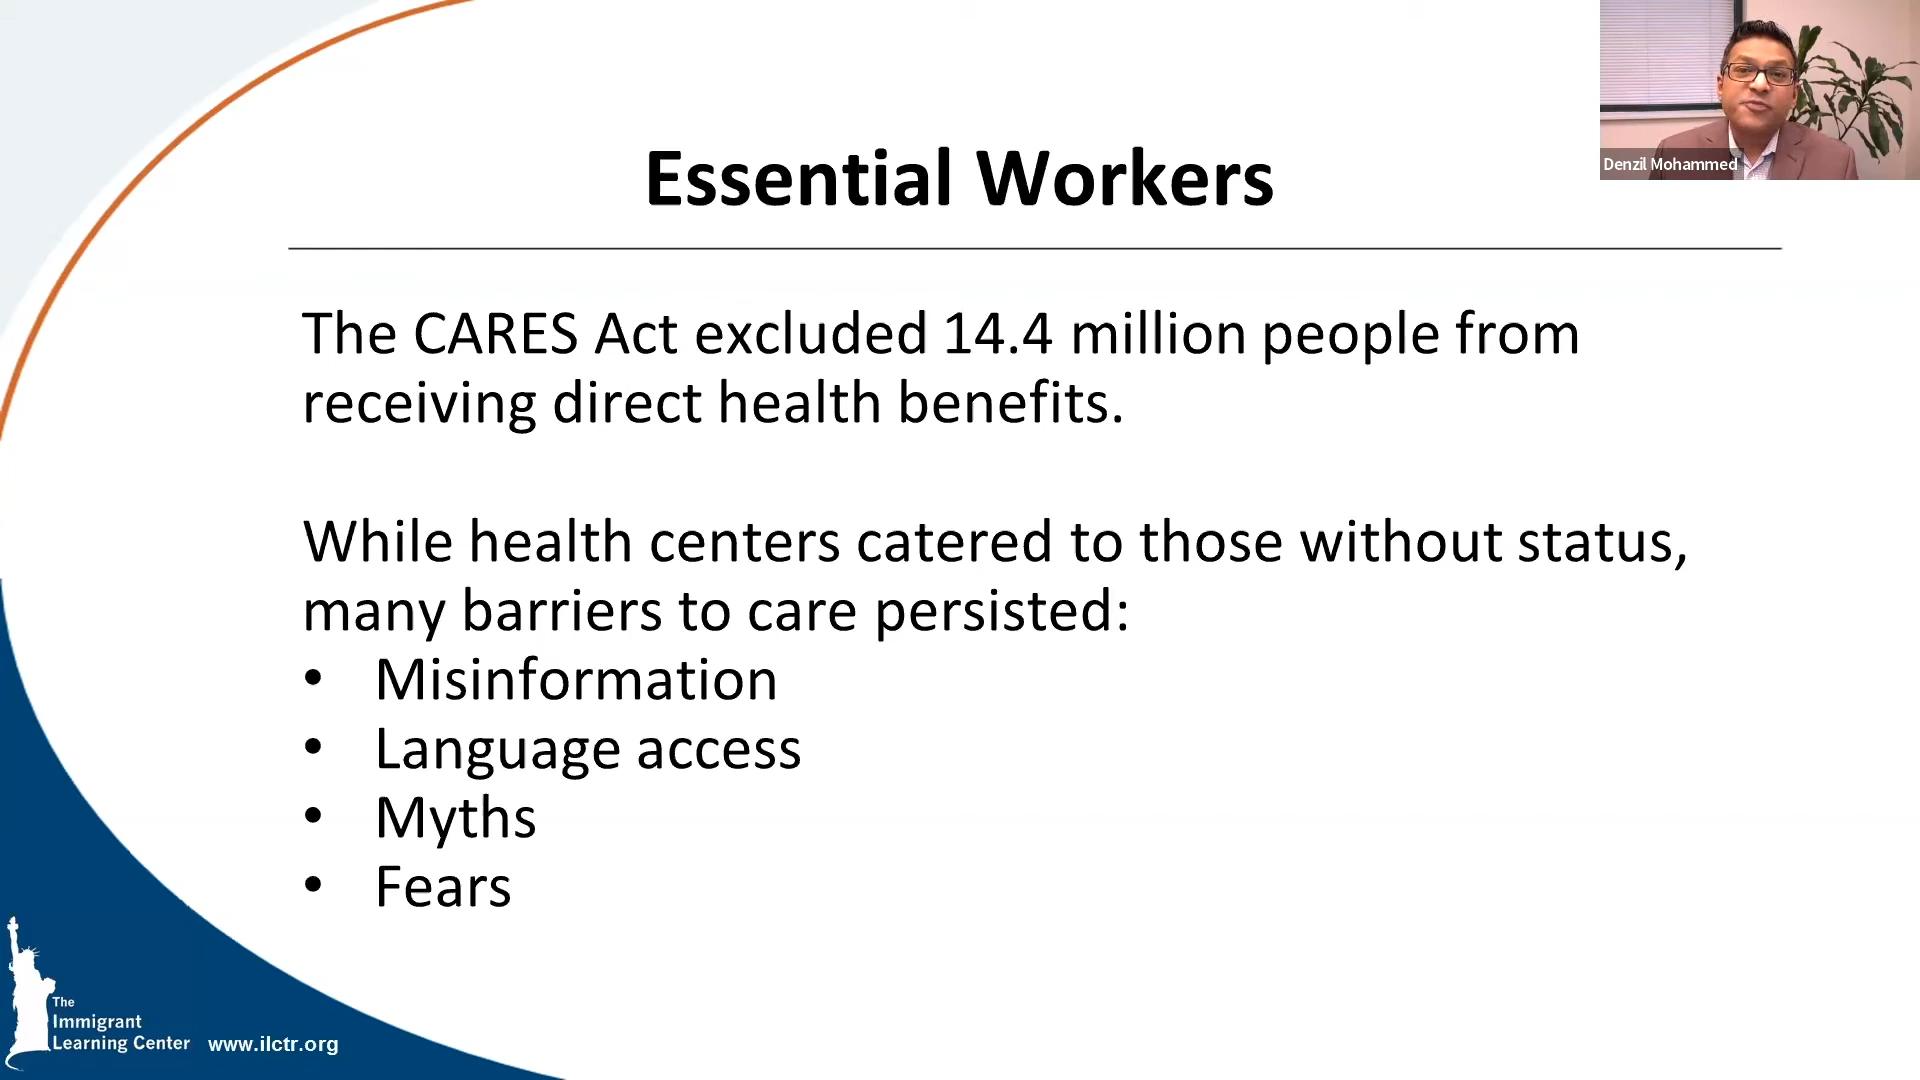 Essential Workers
Denzil Mohammed
The CARES Act excluded 14.4 million people from
receiving direct health benefits.
While health centers catered to those without status,
many barriers to care persisted:
• Misinformation
• Language access
• Myths
• Fears
The
Immigrant
Learning Center
www.ilctr.org